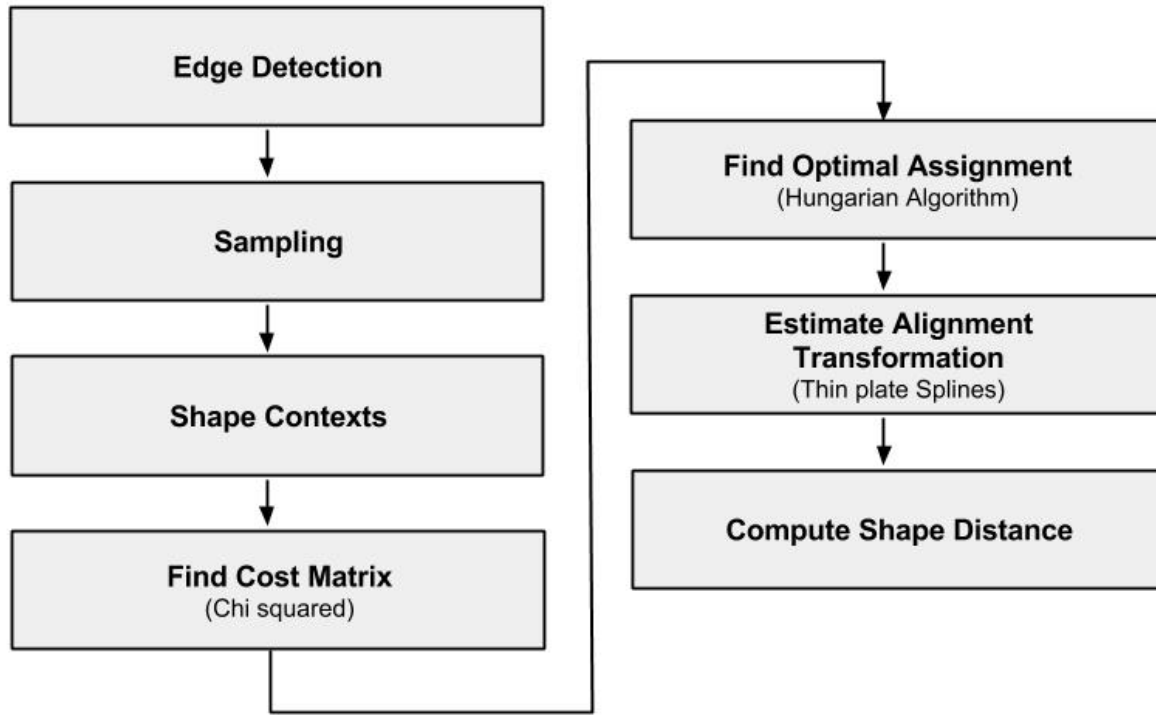 Edge Detection
Sampling
Shape Contexts
Find Cost Matrix
(Chi squared)
Find Optimal Assignment
(Hungarian Algorithm)
Estimate Alignment
Transformation
(Thin plate Splines)
Compute Shape Distance